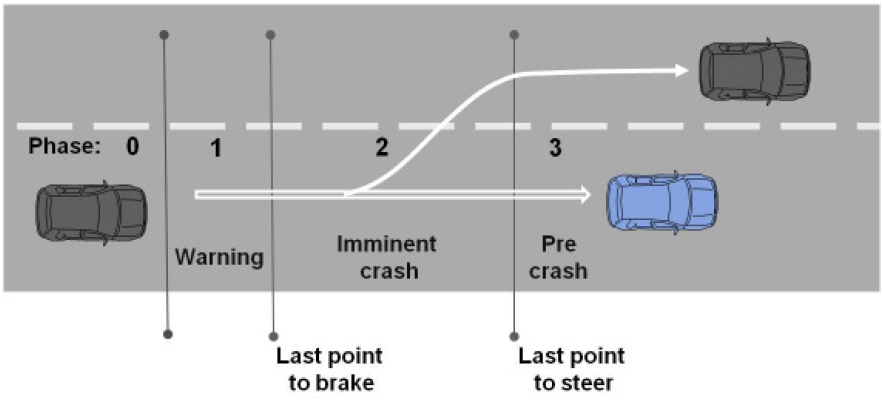 Phase: 0 1 2 3
Warning
Imminent
crash
Pre
crash
Last point
to brake
Last point
to steer